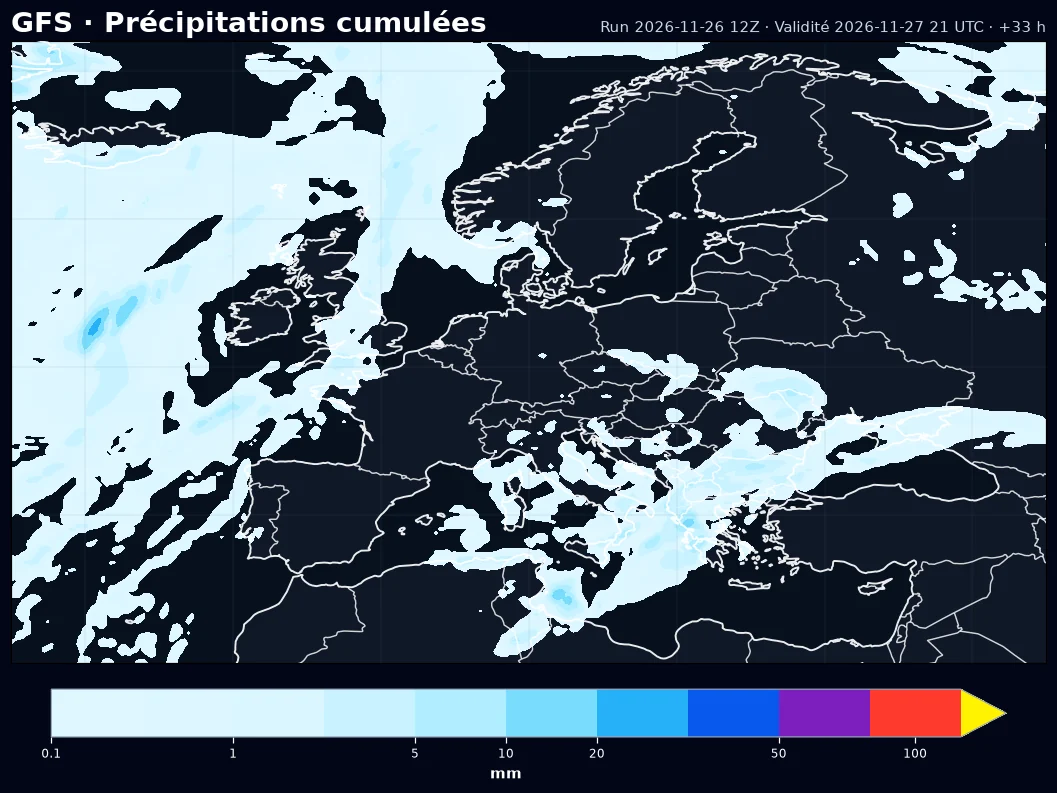 GFS · Précipitations cumulées
Run 2026-11-26 12Z · Validité 2026-11-27 21 UTC · +33 h
0.1 1 5 10 20 50 100
mm